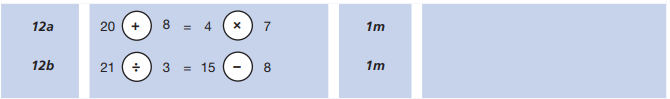 12a 20 + 8 = 4 × 7 1m
12b 21 ÷ 3 = 15 − 8 1m